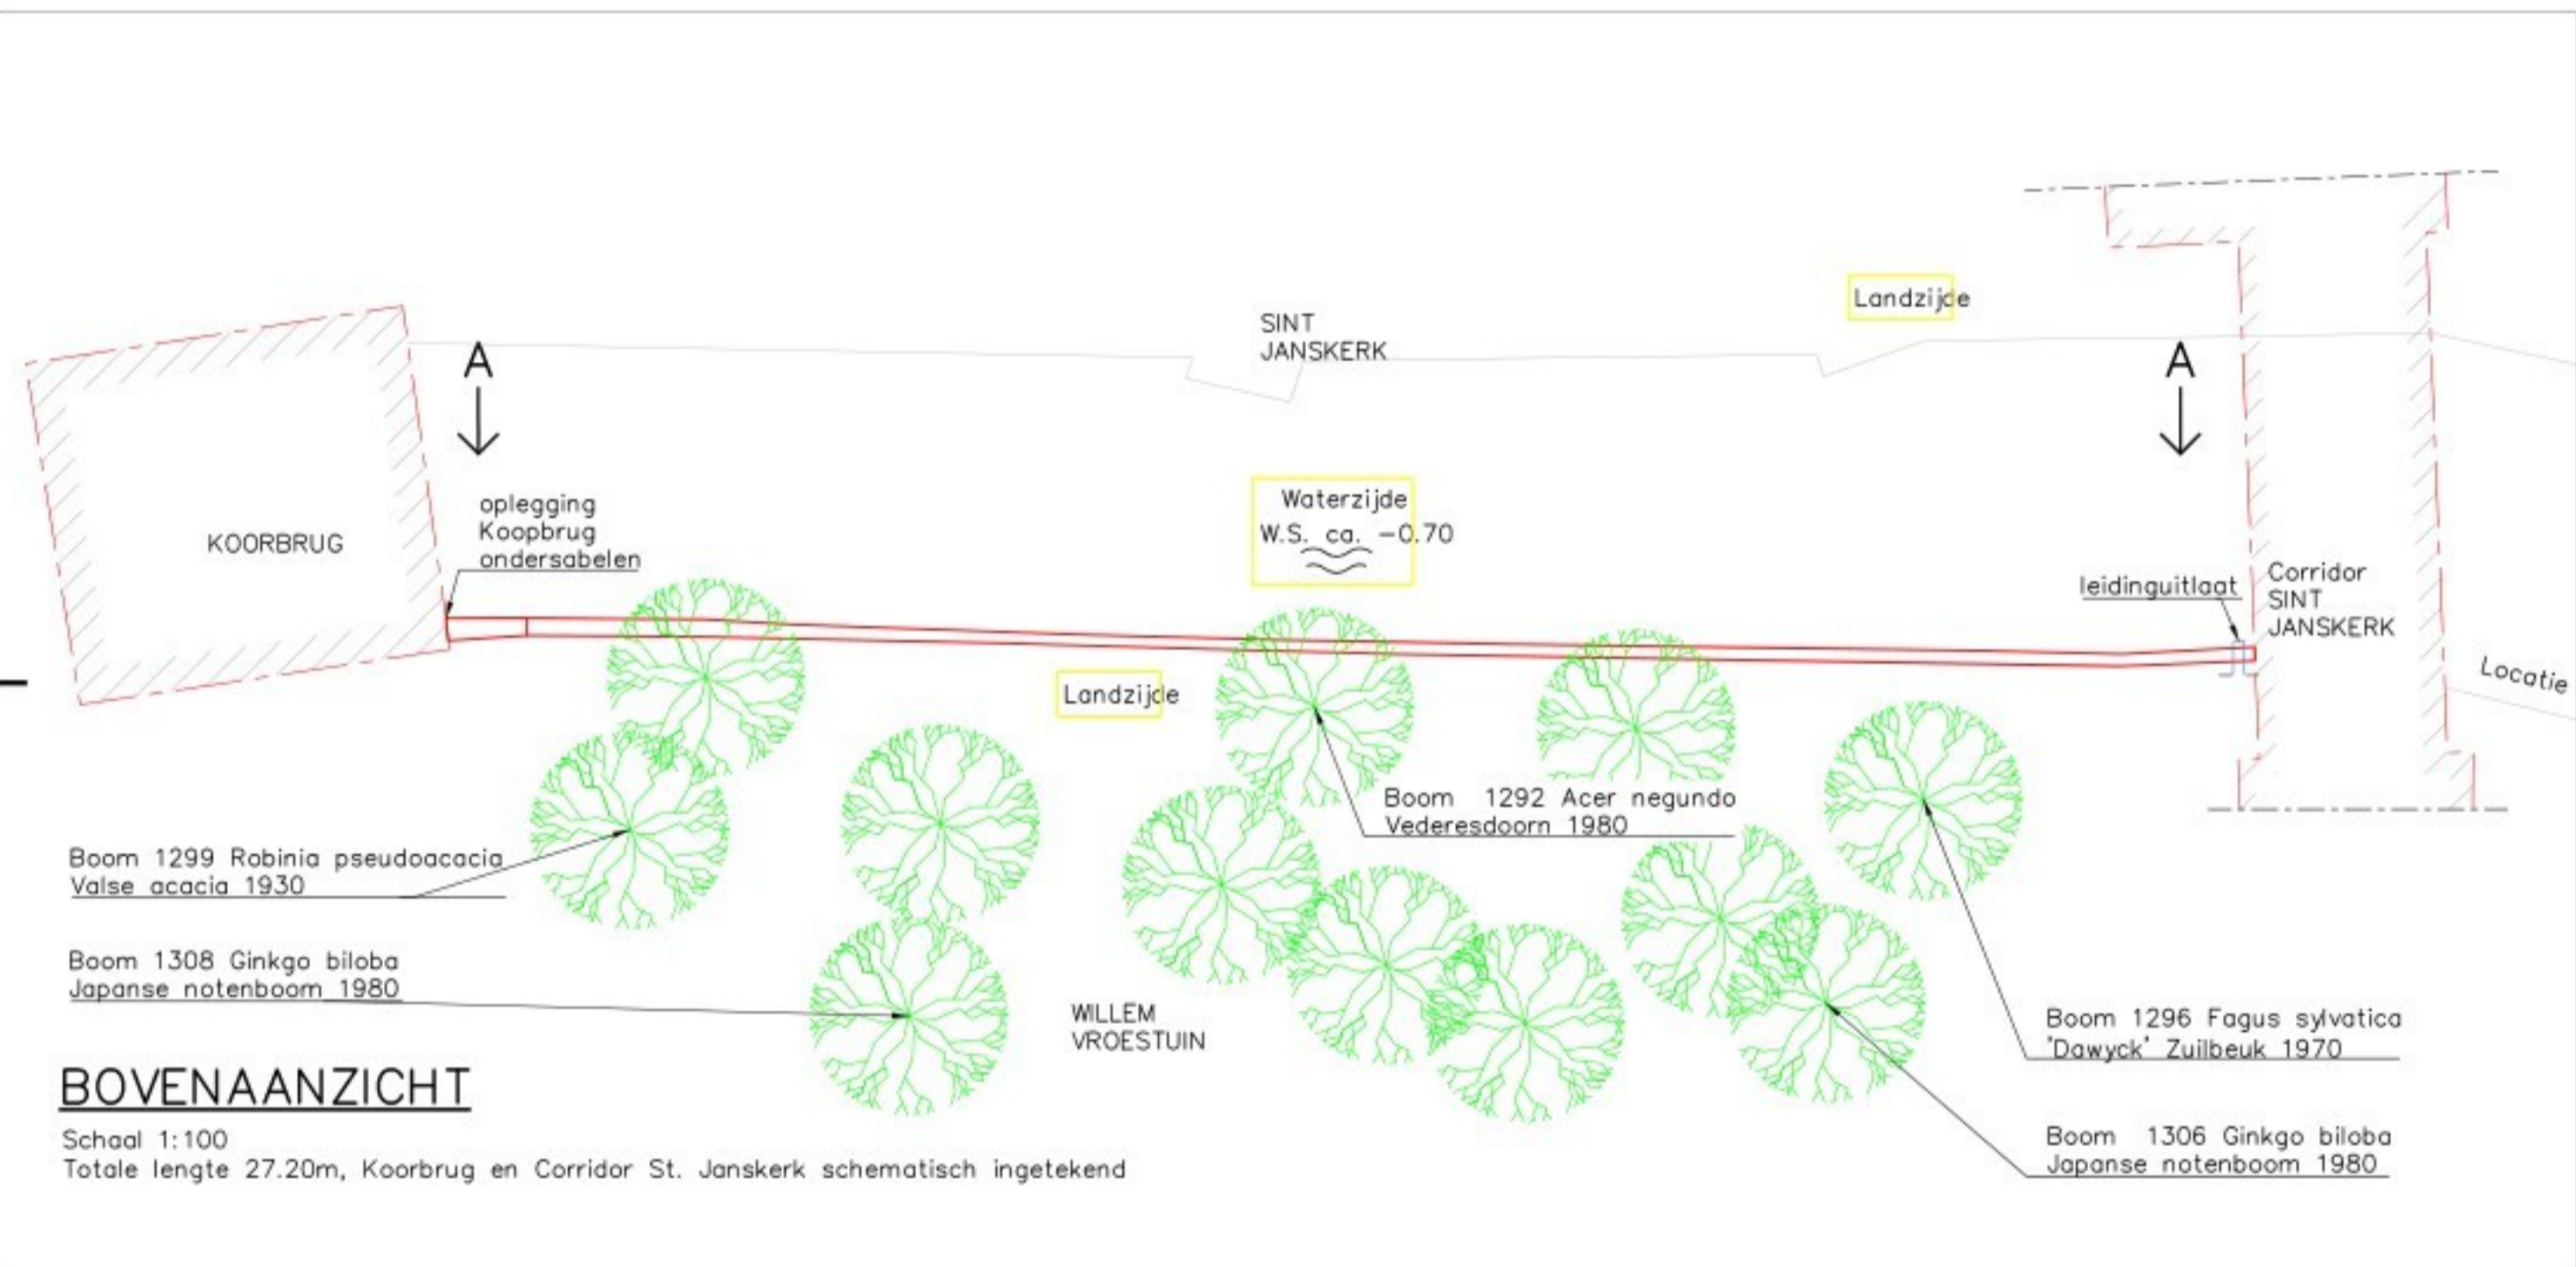 Landzijde
SINT
JANSKERK
A
A
Waterzijde
W.S. ca. -0.70
oplegging
Koopbrug
ondersabelen
KOORBRUG
leidinguitlaat
Corridor
SINT
JANSKERK
Locatie
Landzijde
Boom 1292 Acer negundo
Vederesdoorn 1980
Boom 1299 Robinia pseudoacacia
Valse acacia 1930
Boom 1308 Ginkgo biloba
Japanse notenboom 1980
WILLEM
VROESTUIN
Boom 1296 Fagus sylvatica
'Dawyck' Zuilbeuk 1970
Boom 1306 Ginkgo biloba
Japanse notenboom 1980
BOVENAANZICHT
Schaal 1:100
Totale lengte 27.20m, Koorbrug en Corridor St. Janskerk schematisch ingetekend